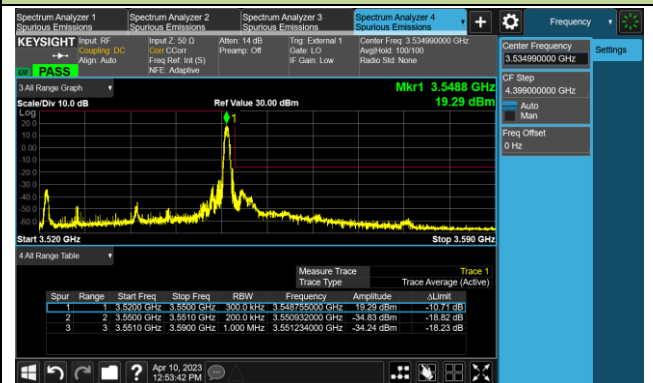 Spectrum Analyzer 1
Spurious Emissions
Spectrum Analyzer 2
Spurious Emissions
Spectrum Analyzer 3
Spurious Emissions
Spectrum Analyzer 4
Spurious Emissions
Frequency
KEYSIGHT
Input: RF
Coupling: DC
Align: Auto
Input Z: 50 Ω
Corr CCorr
Freq Ref: Int (S)
NFE: Adaptive
Atten: 14 dB
Preamp: Off
Trig: External 1
Gate: LO
IF Gain: Low
Center Freq: 3.534990000 GHz
Avg|Hold: 100/100
Radio Std: None
PASS
Center Frequency
3.534990000 GHz
Settings
CF Step
4.399000000 GHz
Auto
Man
Freq Offset
0 Hz
3 All Range Graph
Mkr1 3.5488 GHz
19.29 dBm
Scale/Div 10.0 dB
Ref Value 30.00 dBm
Log
20.0
10.0
0.00
-10.0
-20.0
-30.0
-40.0
-50.0
-60.0
1
Start 3.520 GHz
Stop 3.590 GHz
4 All Range Table
Measure Trace Trace 1
Trace Type Trace Average (Active)
Spur Range Start Freq Stop Freq RBW Frequency Amplitude ΔLimit
1 1 3.5200 GHz 3.5500 GHz 300.0 kHz 3.548755000 GHz 19.29 dBm -10.71 dB
2 2 3.5500 GHz 3.5510 GHz 200.0 kHz 3.550932000 GHz -34.83 dBm -18.82 dB
3 3 3.5510 GHz 3.5900 GHz 1.000 MHz 3.551234000 GHz -34.24 dBm -18.23 dB
Apr 10, 2023
12:53:42 PM